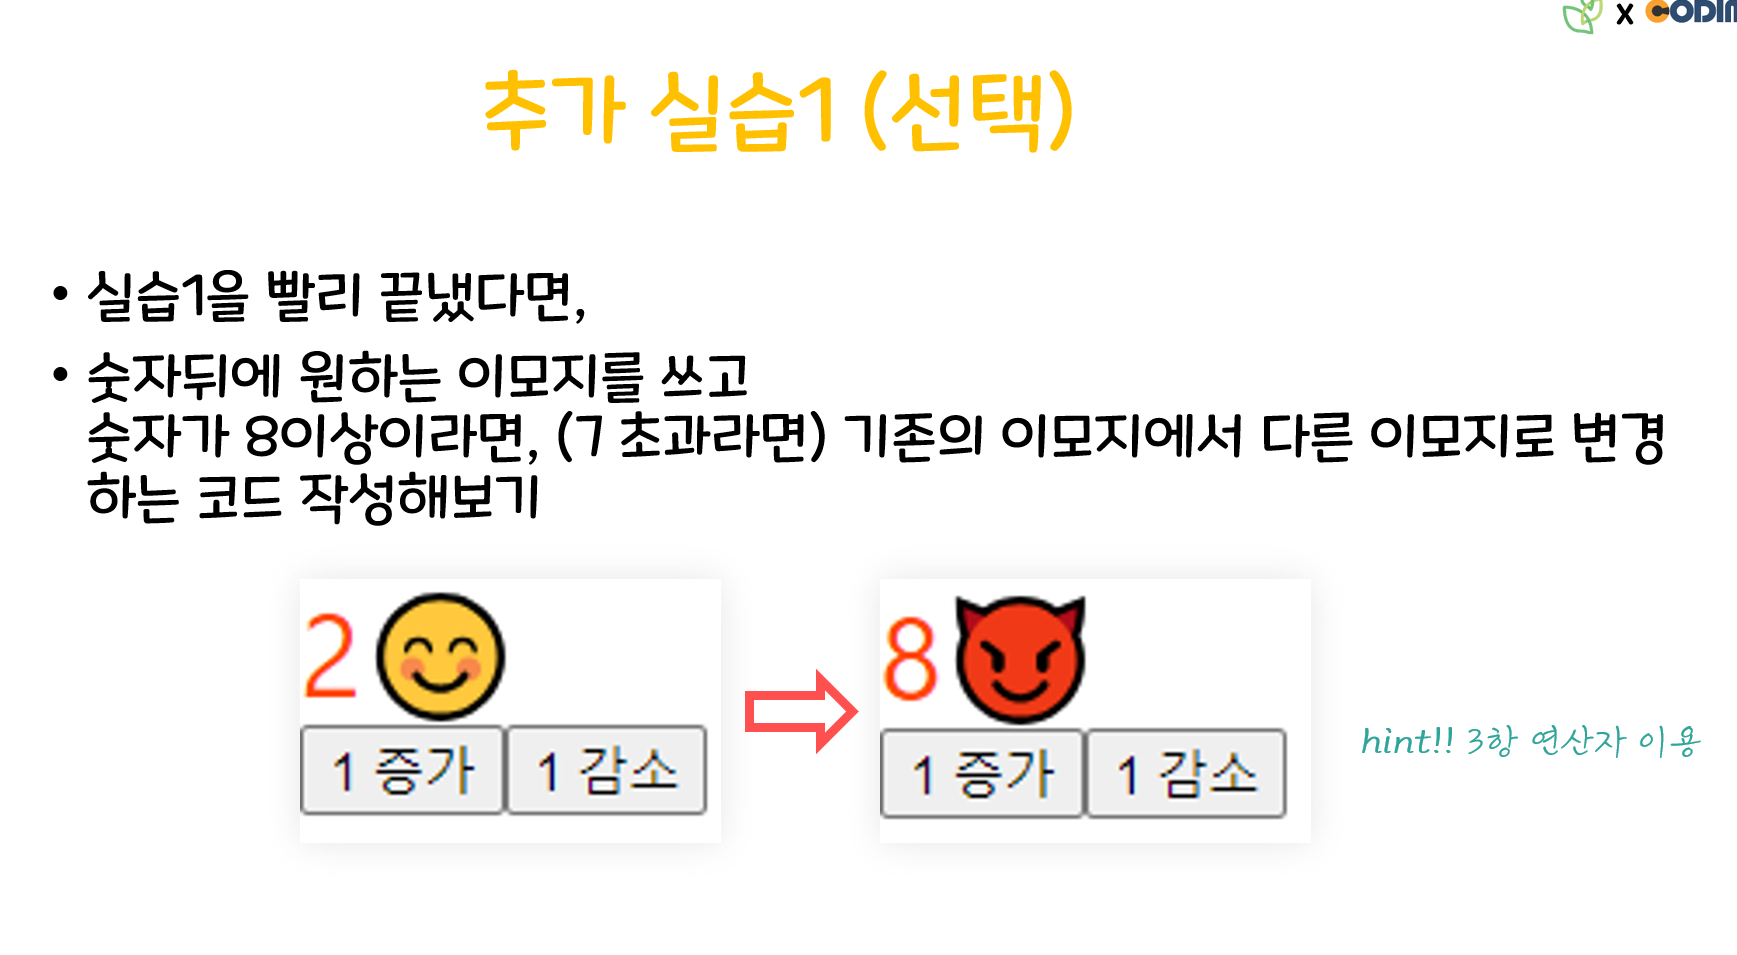 x CODIN
추가 실습1 (선택)
• 실습1을 빨리 끝냈다면,
• 숫자뒤에 원하는 이모지를 쓰고
숫자가 8이상이라면, (7 초과라면) 기존의 이모지에서 다른 이모지로 변경
하는 코드 작성해보기
2 😊
1 증가 1 감소
8 😈
1 증가 1 감소
hint!! 3항 연산자 이용